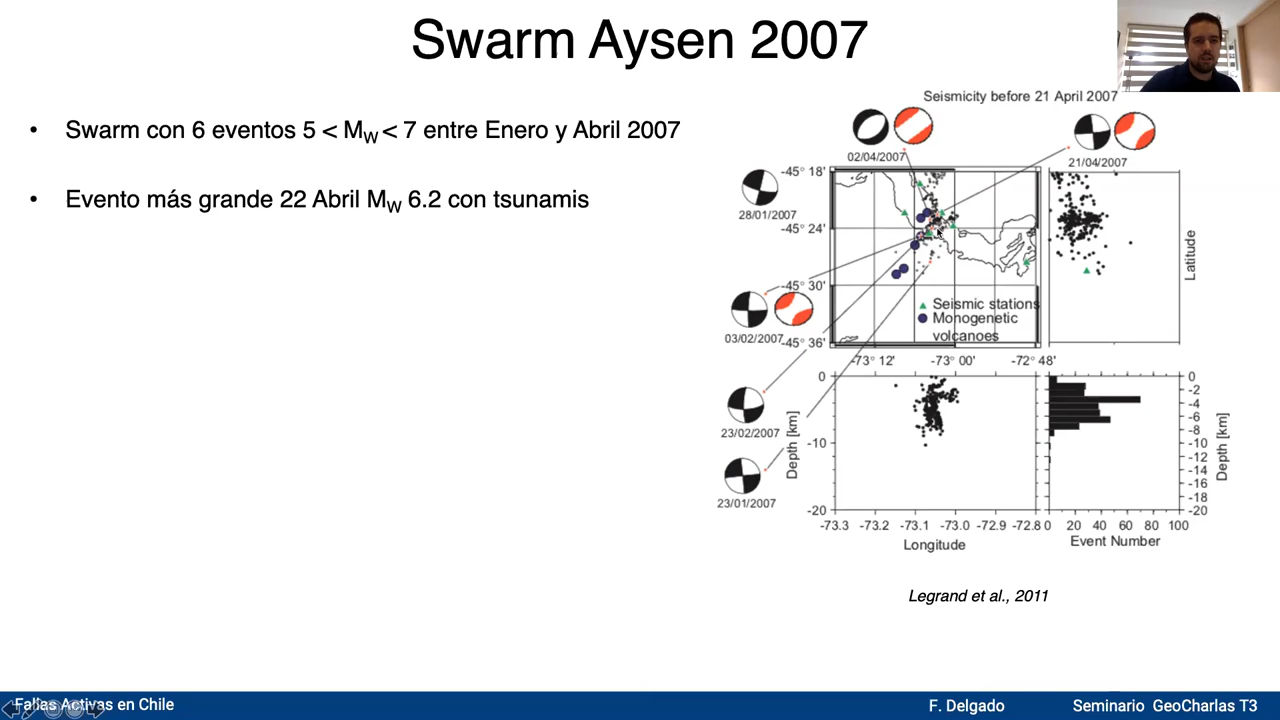 Swarm Aysen 2007
• Swarm con 6 eventos 5 < MW < 7 entre Enero y Abril 2007
• Evento más grande 22 Abril MW 6.2 con tsunamis
Seismicity before 21 April 2007
02/04/2007
21/04/2007
28/01/2007
03/02/2007
23/02/2007
23/01/2007
-45° 18'
-45° 24'
-45° 30'
-45° 36'
Seismic stations
Monogenetic
volcanoes
-73° 12' -73° 00' -72° 48'
Latitude
0
-10
-20
Depth [km]
-73.3 -73.2 -73.1 -73.0 -72.9 -72.8
Longitude
0
-2
-4
-6
-8
-10
-12
-14
-16
-18
-20
Depth [km]
0 20 40 60 80 100
Event Number
Legrand et al., 2011
Fallas Activas en Chile
F. Delgado
Seminario GeoCharlas T3